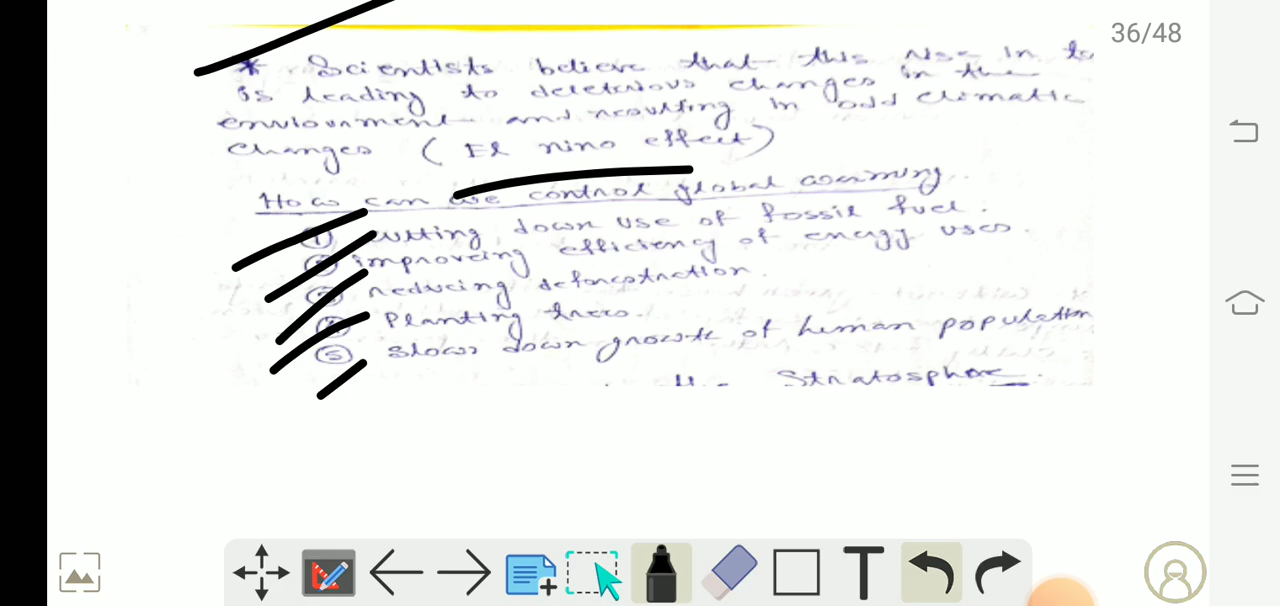 36/48
* Scientists believe that this rise in
is leading to deleterious changes in the
environment and resulting in odd climatic
changes ( El nino effect)
How can we control global warming
① cutting down use of fossil fuel.
② improving efficiency of energy uses.
③ reducing deforestation.
④ Planting trees.
⑤ Slow down growth of human population
Stratosphere.
T